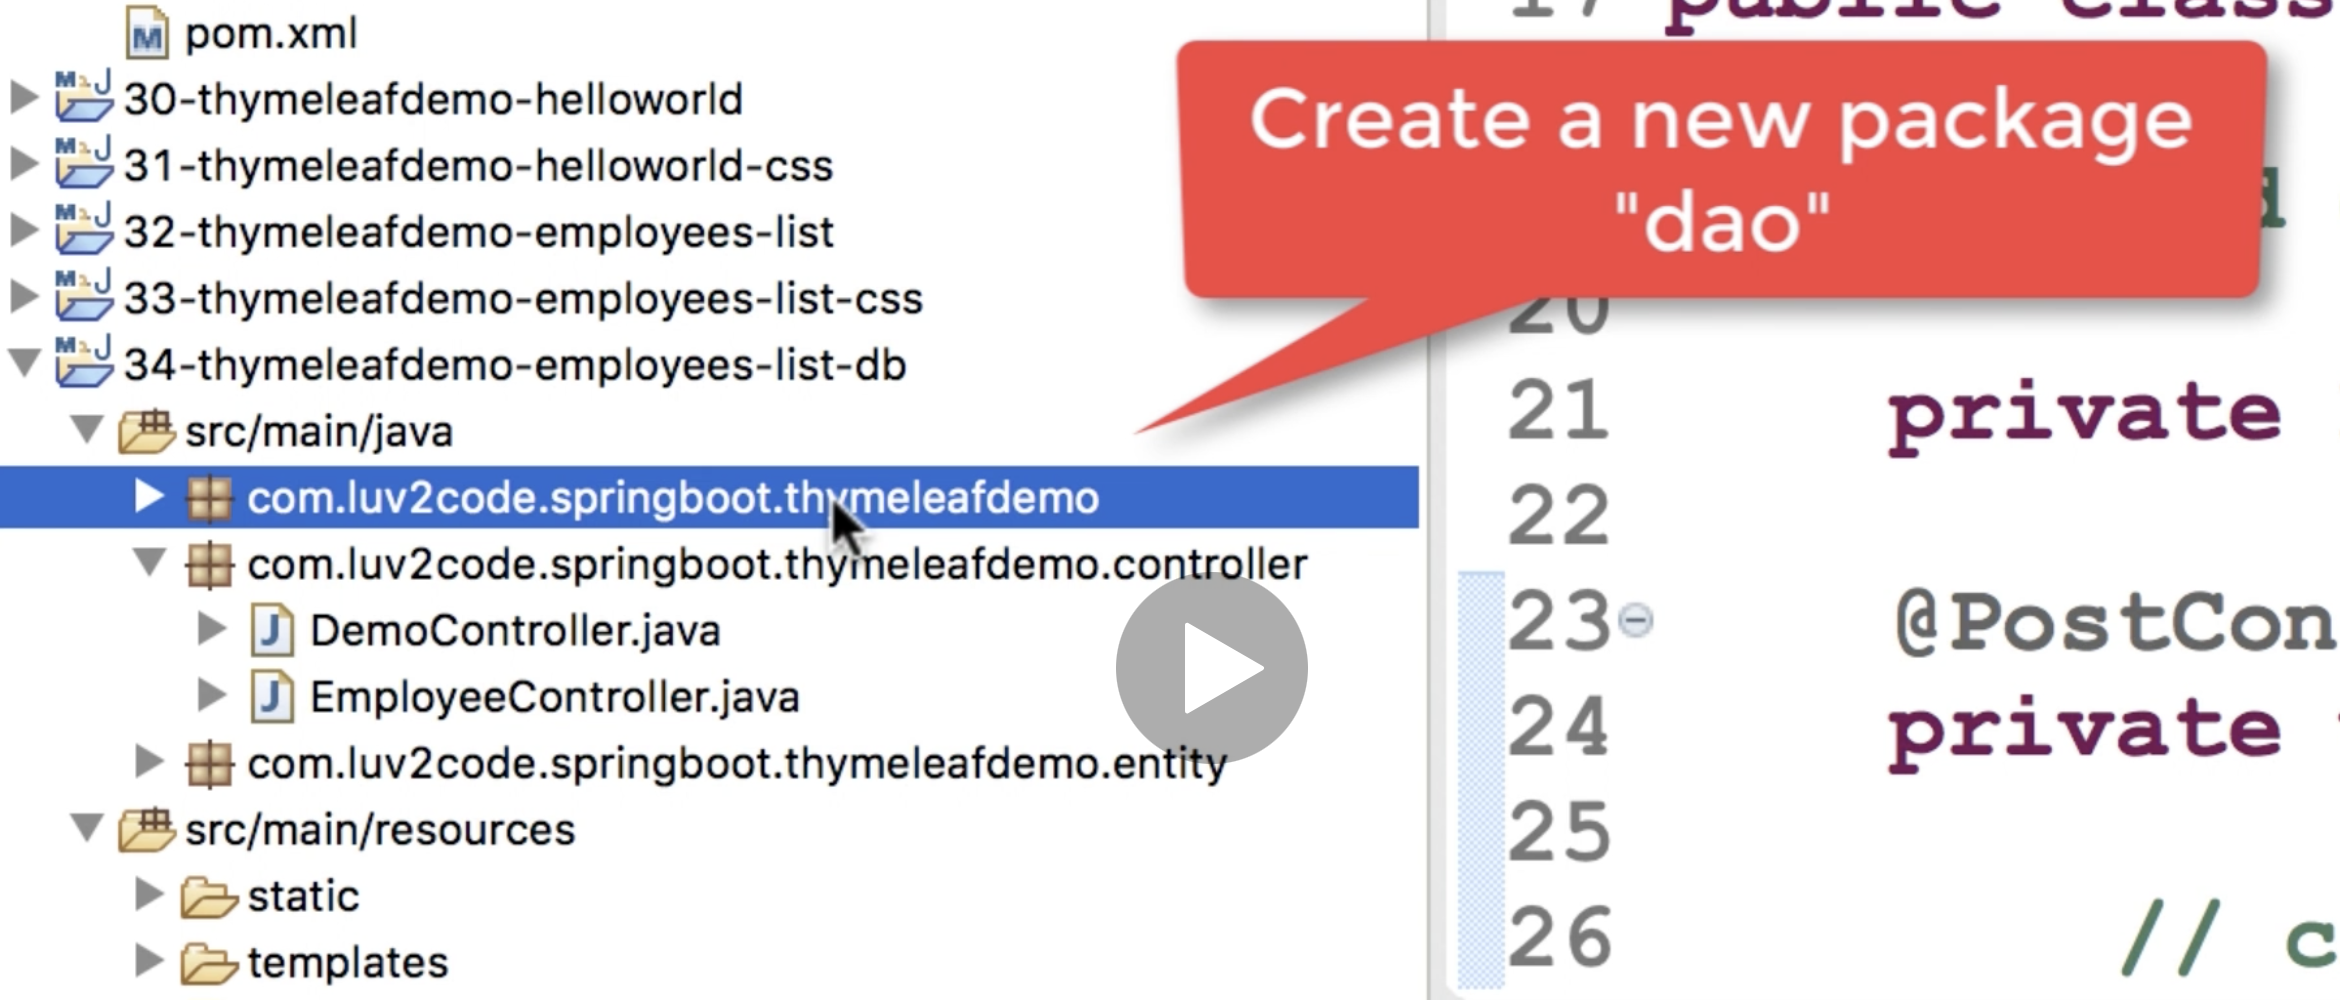 pom.xml
30-thymeleafdemo-helloworld
31-thymeleafdemo-helloworld-css
32-thymeleafdemo-employees-list
33-thymeleafdemo-employees-list-css
34-thymeleafdemo-employees-list-db
src/main/java
com.luv2code.springboot.thymeleafdemo
com.luv2code.springboot.thymeleafdemo.controller
DemoController.java
EmployeeController.java
com.luv2code.springboot.thymeleafdemo.entity
src/main/resources
static
templates
17 public class
Create a new package
"dao"
20
21 private
22
23 @PostCon
24 private
25
26 // c